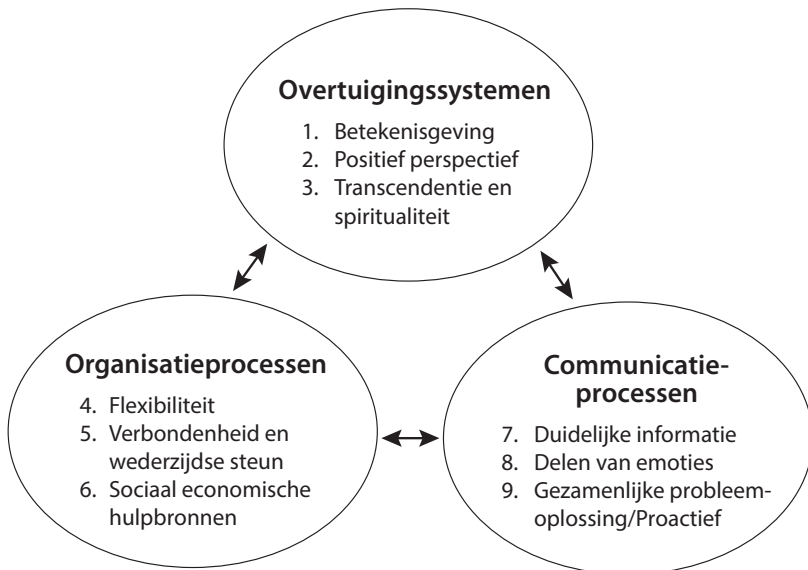 Overtuigingssystemen
1. Betekenisgeving
2. Positief perspectief
3. Transcendentie en
spiritualiteit
Organisatieprocessen
4. Flexibiliteit
5. Verbondenheid en
wederzijdse steun
6. Sociaal economische
hulpbronnen
Communicatie-
processen
7. Duidelijke informatie
8. Delen van emoties
9. Gezamenlijke probleem-
oplossing/Proactief